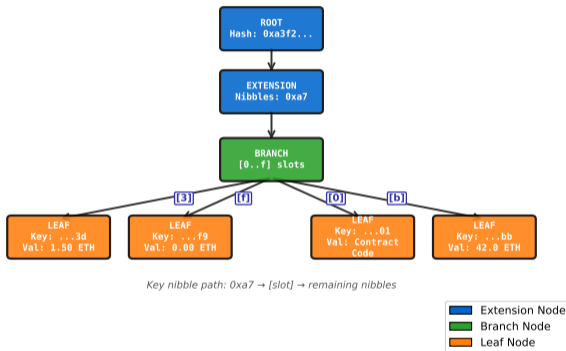 ROOT
Hash: 0xa3f2...
EXTENSION
Nibbles: 0xa7
BRANCH
[0..f] slots
[3]
[f]
[0]
[b]
LEAF
Key: ...3d
Val: 1.50 ETH
LEAF
Key: ...f9
Val: 0.00 ETH
LEAF
Key: ...01
Val: Contract
Code
LEAF
Key: ...bb
Val: 42.0 ETH
Key nibble path: 0xa7 → [slot] → remaining nibbles
Extension Node
Branch Node
Leaf Node